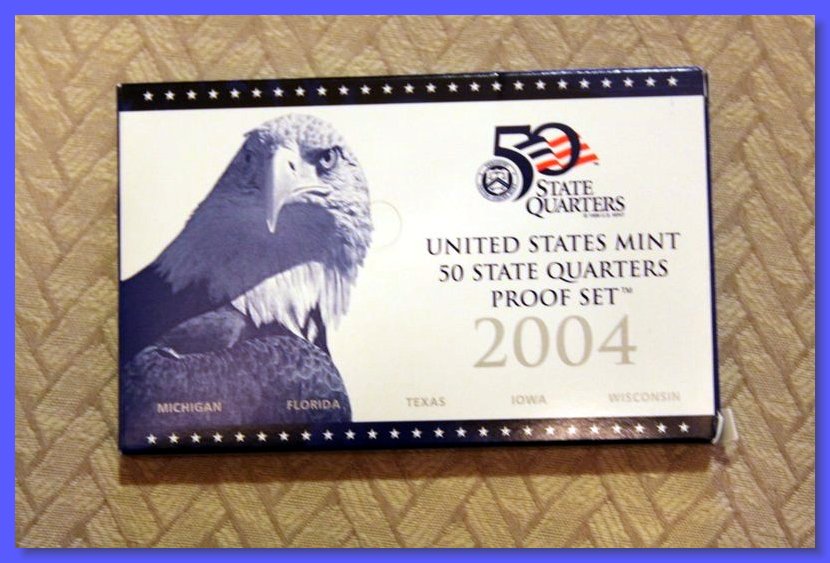 50
STATE
QUARTERS
UNITED STATES MINT
50 STATE QUARTERS
PROOF SET™
2004
MICHIGAN FLORIDA TEXAS IOWA WISCONSIN